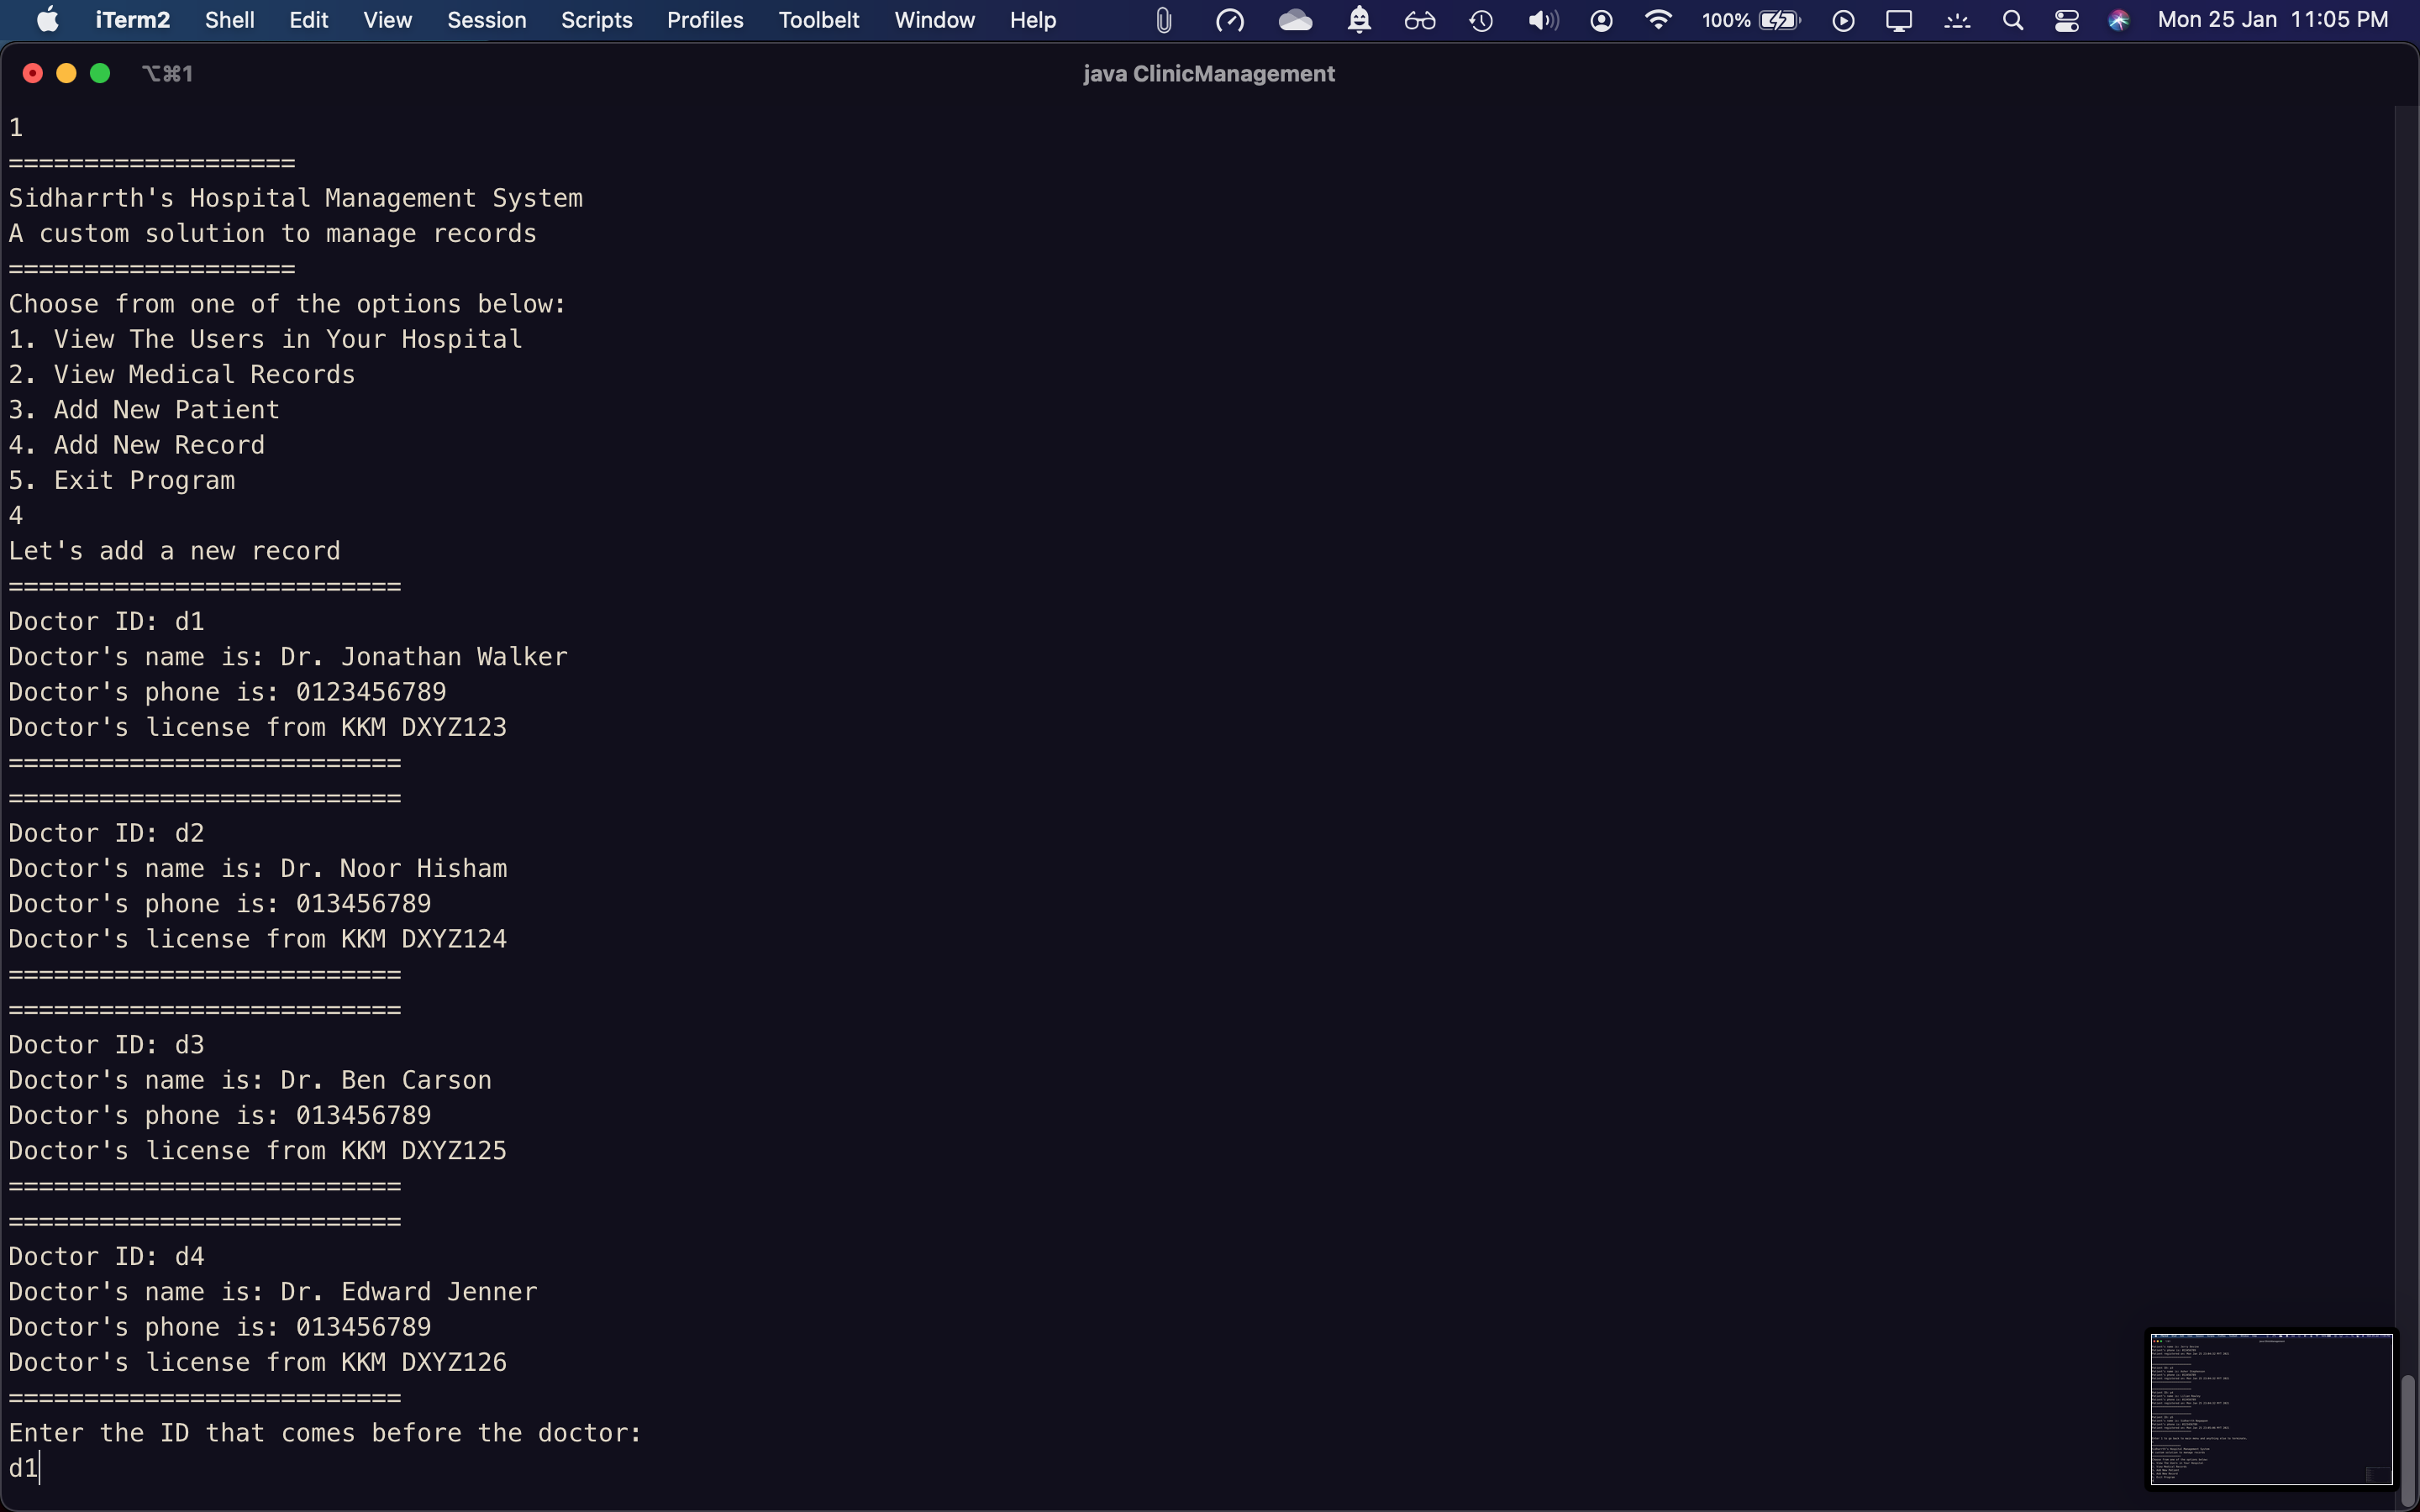 iTerm2 Shell Edit View Session Scripts Profiles Toolbelt Window Help 100% Mon 25 Jan 11:05 PM
⌥⌘1 java ClinicManagement
1
===================
Sidharrth's Hospital Management System
A custom solution to manage records
===================
Choose from one of the options below:
1. View The Users in Your Hospital
2. View Medical Records
3. Add New Patient
4. Add New Record
5. Exit Program
4
Let's add a new record
==========================
Doctor ID: d1
Doctor's name is: Dr. Jonathan Walker
Doctor's phone is: 0123456789
Doctor's license from KKM DXYZ123
==========================
==========================
Doctor ID: d2
Doctor's name is: Dr. Noor Hisham
Doctor's phone is: 013456789
Doctor's license from KKM DXYZ124
==========================
==========================
Doctor ID: d3
Doctor's name is: Dr. Ben Carson
Doctor's phone is: 013456789
Doctor's license from KKM DXYZ125
==========================
==========================
Doctor ID: d4
Doctor's name is: Dr. Edward Jenner
Doctor's phone is: 013456789
Doctor's license from KKM DXYZ126
==========================
Enter the ID that comes before the doctor:
d1